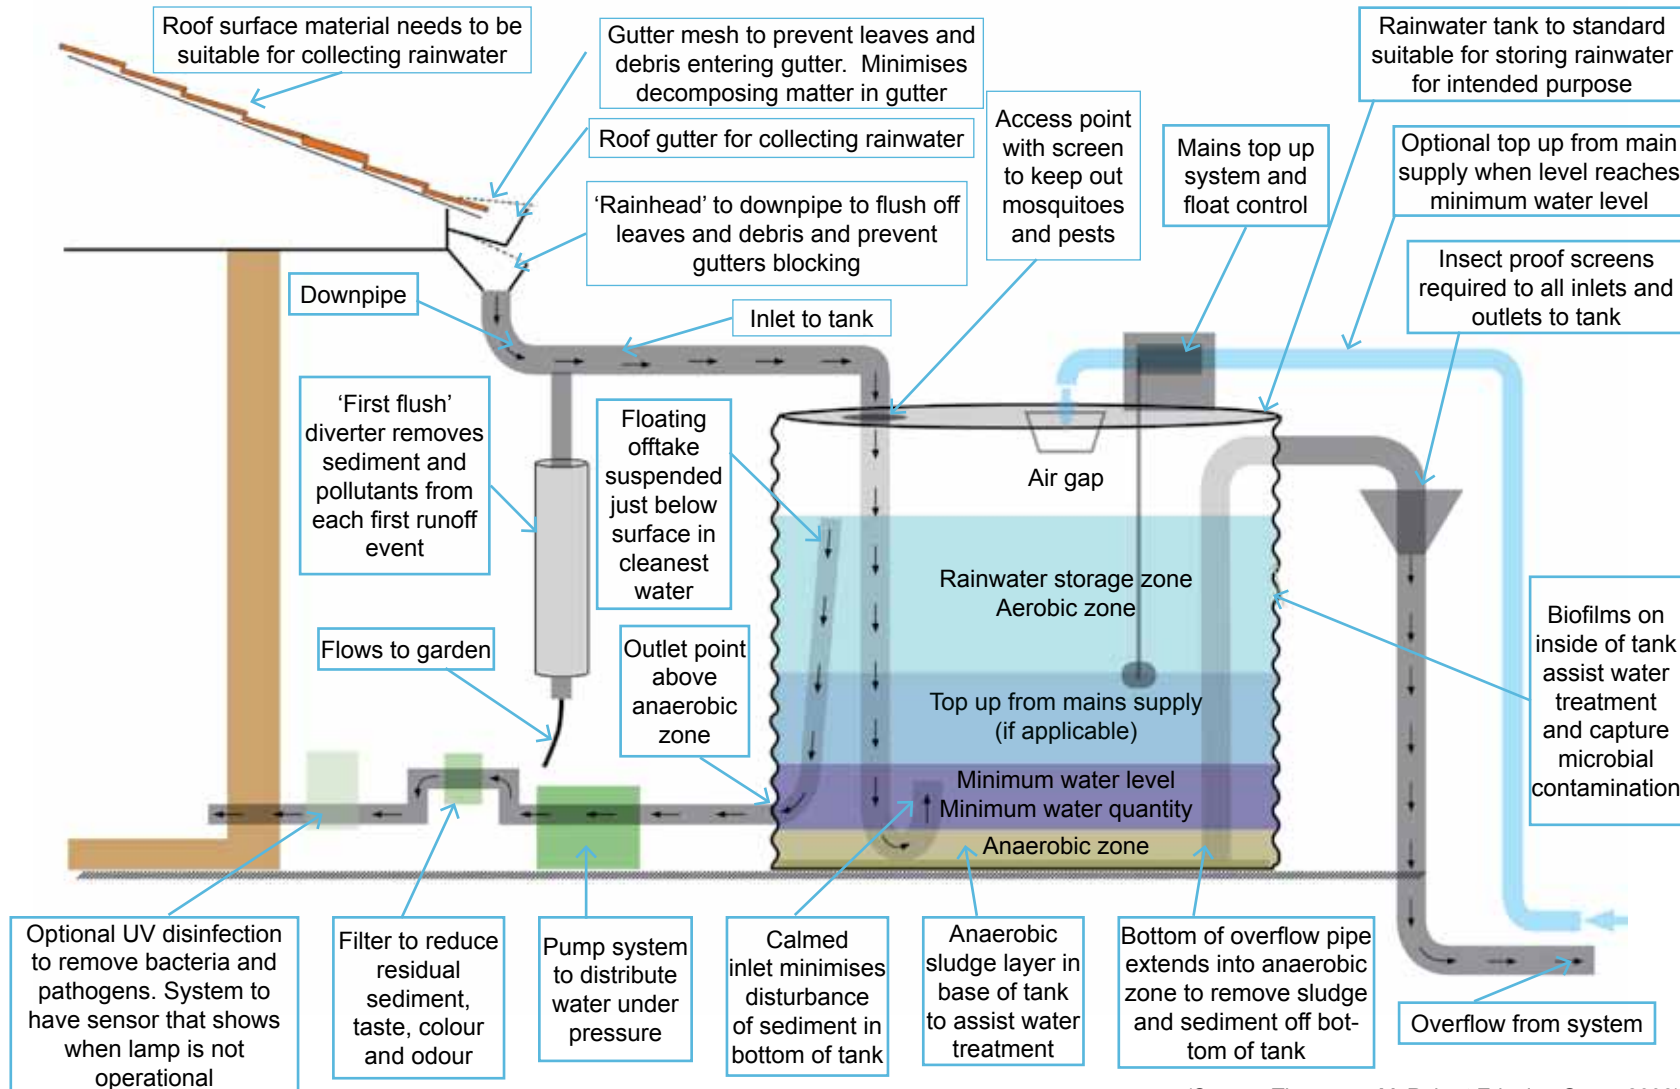 Roof surface material needs to be
suitable for collecting rainwater
Gutter mesh to prevent leaves and
debris entering gutter.  Minimises
decomposing matter in gutter
Roof gutter for collecting rainwater
‘Rainhead’ to downpipe to flush off
leaves and debris and prevent
gutters blocking
Access point
with screen
to keep out
mosquitoes
and pests
Mains top up
system and
float control
Rainwater tank to standard
suitable for storing rainwater
for intended purpose
Optional top up from main
supply when level reaches
minimum water level
Insect proof screens
required to all inlets and
outlets to tank
Downpipe
Inlet to tank
‘First flush’
diverter removes
sediment and
pollutants from
each first runoff
event
Floating
offtake
suspended
just below
surface in
cleanest
water
Air gap
Rainwater storage zone
Aerobic zone
Biofilms on
inside of tank
assist water
treatment
and capture
microbial
contamination
Flows to garden
Outlet point
above
anaerobic
zone
Top up from mains supply
(if applicable)
Minimum water level
Minimum water quantity
Anaerobic zone
Optional UV disinfection
to remove bacteria and
pathogens. System to
have sensor that shows
when lamp is not
operational
Filter to reduce
residual
sediment,
taste, colour
and odour
Pump system
to distribute
water under
pressure
Calmed
inlet minimises
disturbance
of sediment in
bottom of tank
Anaerobic
sludge layer in
base of tank
to assist water
treatment
Bottom of overflow pipe
extends into anaerobic
zone to remove sludge
and sediment off bot-
tom of tank
Overflow from system